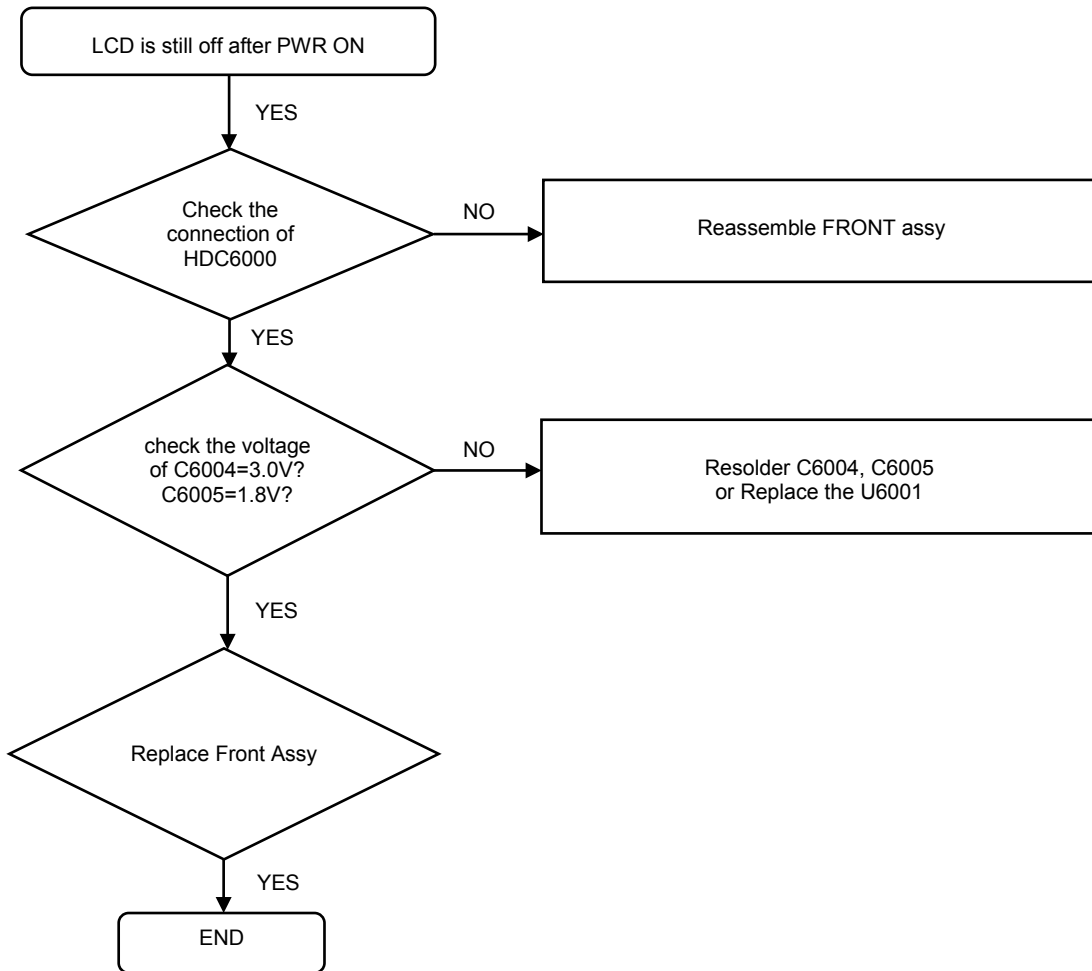 LCD is still off after PWR ON
YES
Check the
connection of
HDC6000
NO
Reassemble FRONT assy
YES
check the voltage
of C6004=3.0V?
C6005=1.8V?
NO
Resolder C6004, C6005
or Replace the U6001
YES
Replace Front Assy
YES
END